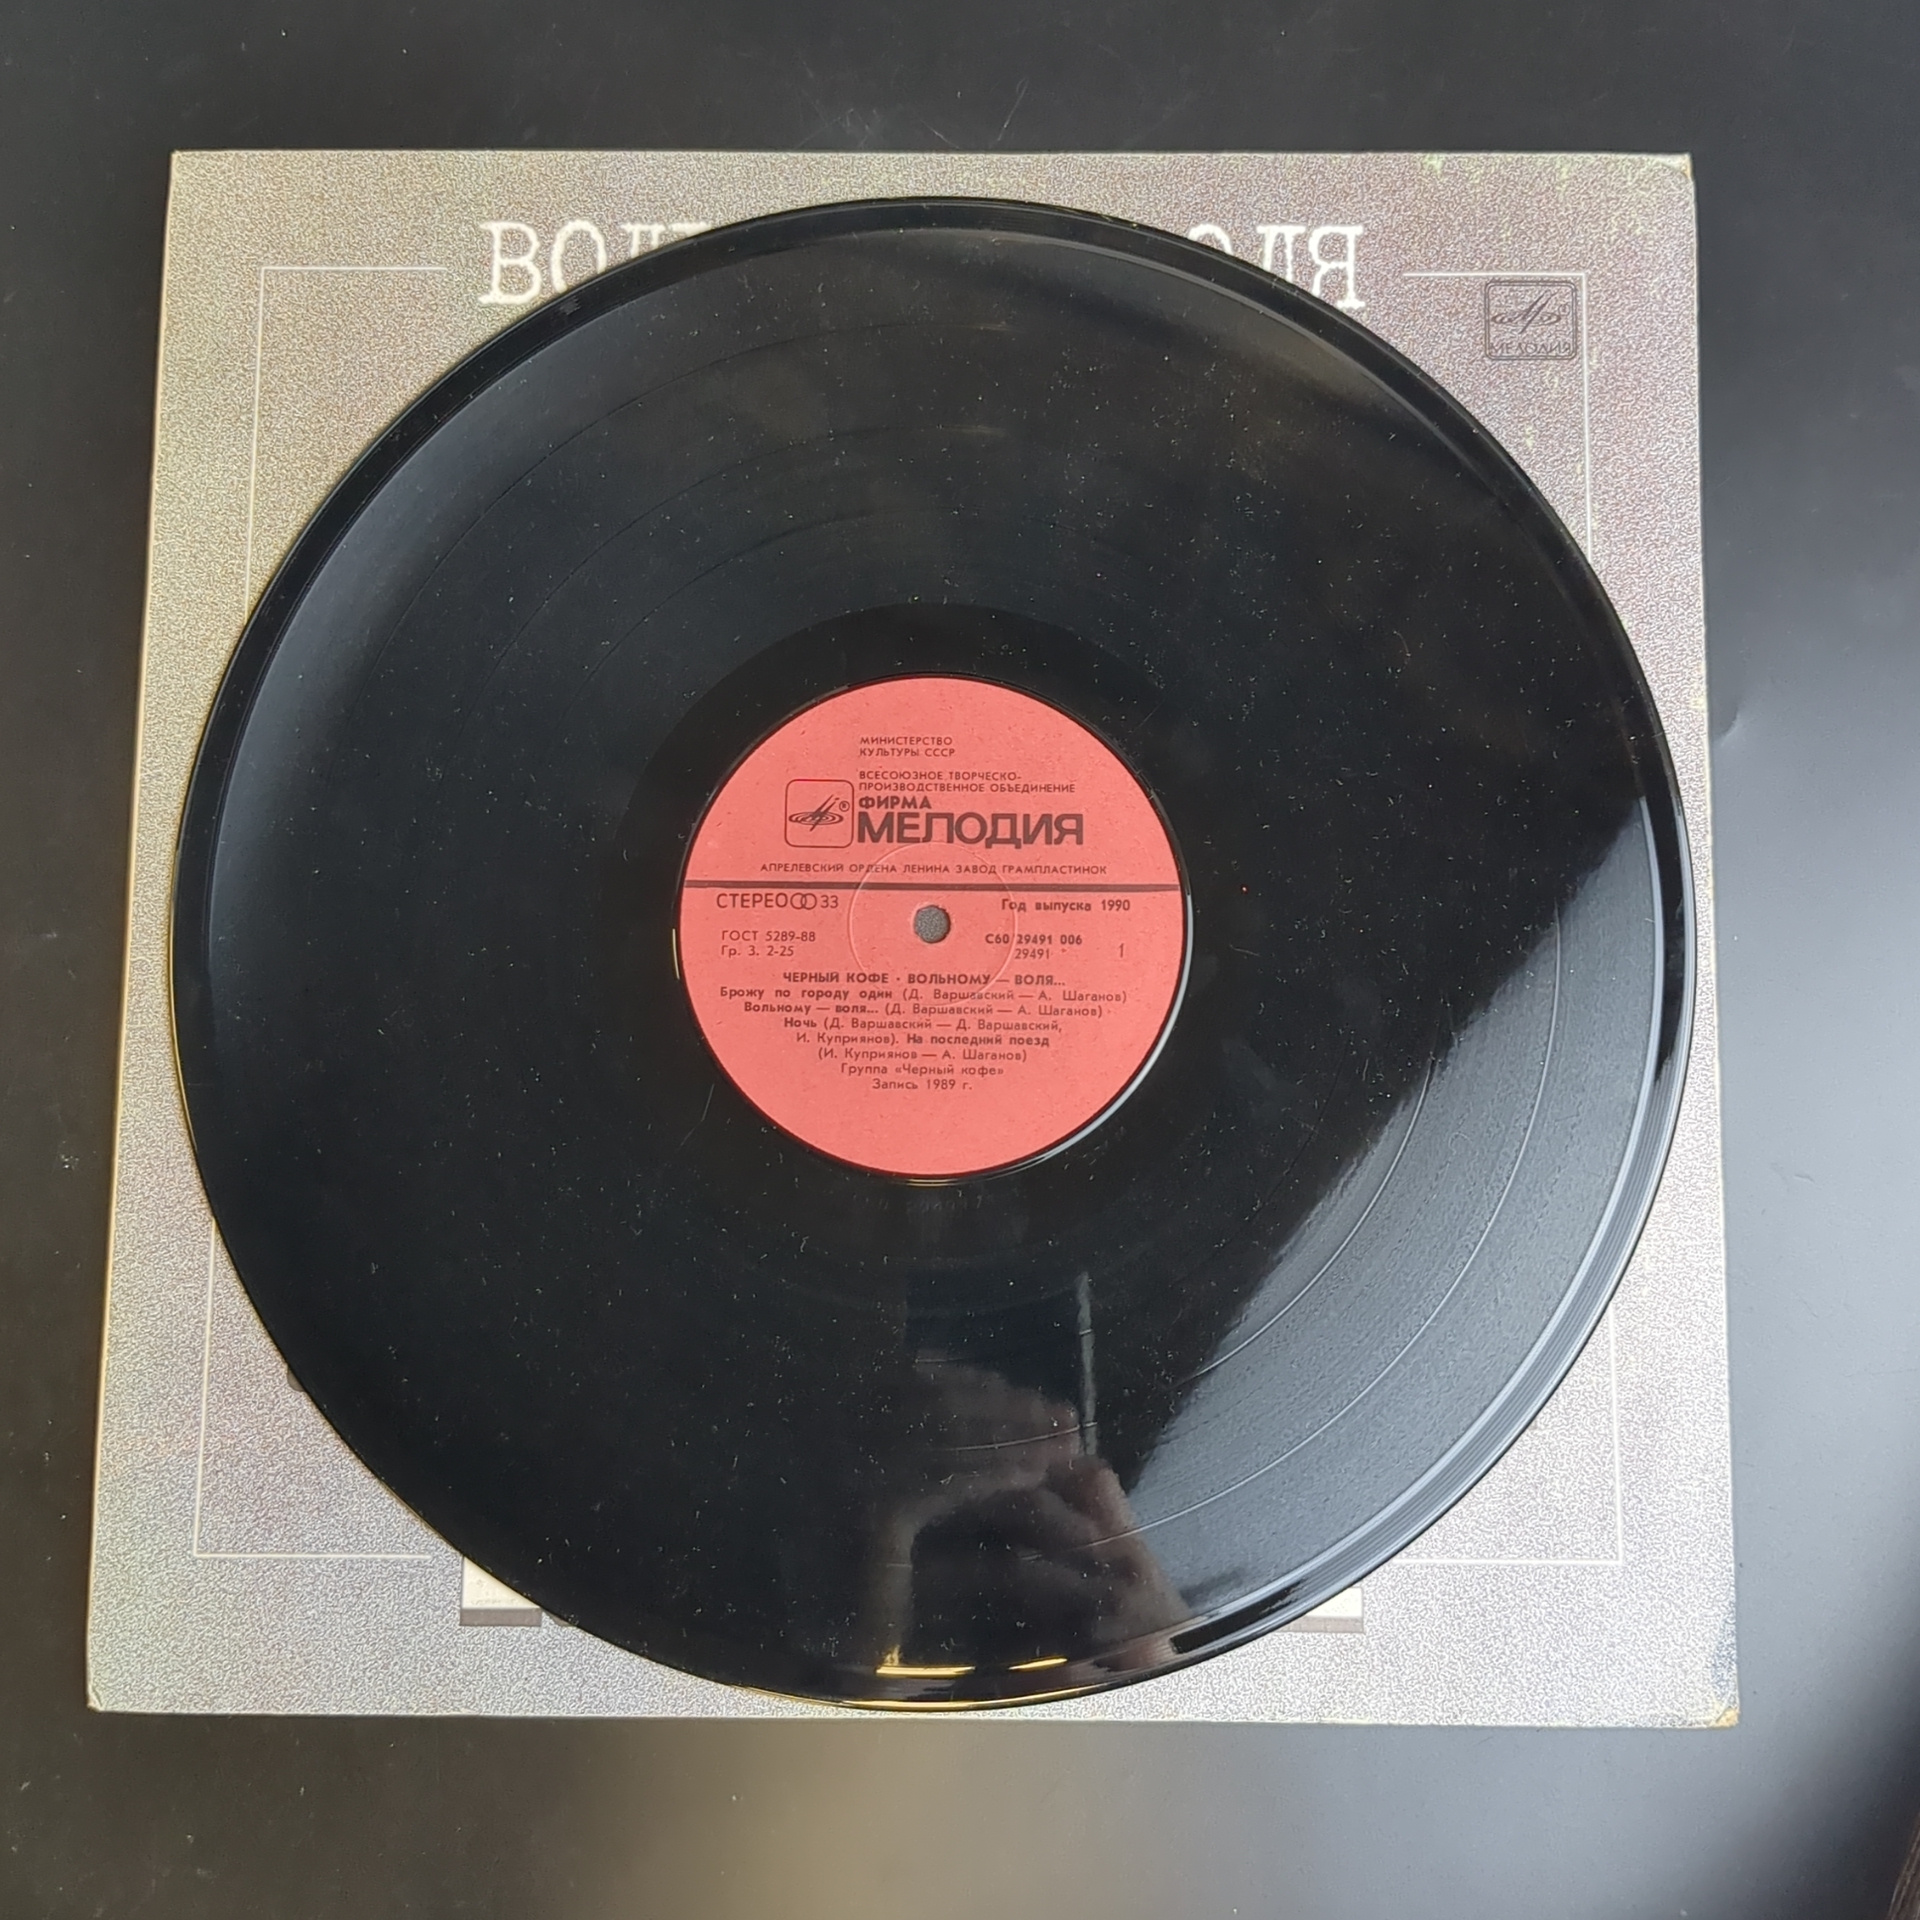 МЕЛОДИЯ
МИНИСТЕРСТВО
КУЛЬТУРЫ СССР
ВСЕСОЮЗНОЕ ТВОРЧЕСКО-
ПРОИЗВОДСТВЕННОЕ ОБЪЕДИНЕНИЕ
ФИРМА
® МЕЛОДИЯ
АПРЕЛЕВСКИЙ ОРДЕНА ЛЕНИНА ЗАВОД ГРАМПЛАСТИНОК
СТЕРЕО 33 Год выпуска 1990
ГОСТ 5289-88 С60 29491 006
Гр. 3. 2-25 29491 1
ЧЕРНЫЙ КОФЕ · ВОЛЬНОМУ — ВОЛЯ...
Брожу по городу один (Д. Варшавский — А. Шаганов)
Вольному — воля... (Д. Варшавский — А. Шаганов) ·
Ночь (Д. Варшавский — Д. Варшавский,
И. Куприянов). На последний поезд
(И. Куприянов — А. Шаганов)
Группа «Черный кофе»
Запись 1989 г.